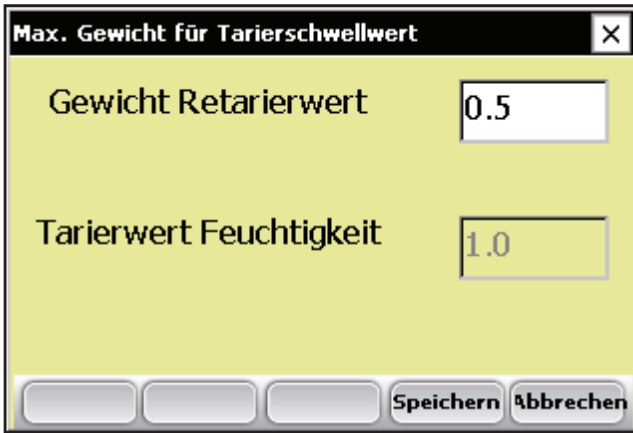 Max. Gewicht für Tarierschwellwert
Gewicht Retarierwert 0.5
Tarierwert Feuchtigkeit 1.0
Speichern Abbrechen